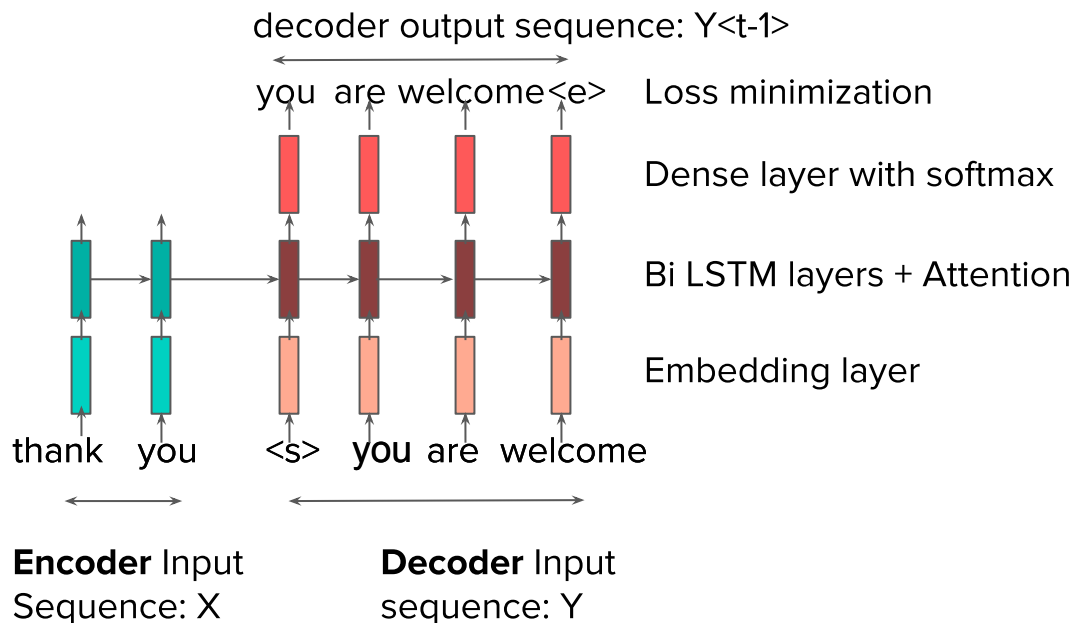 decoder output sequence: Y<t-1>
you are welcome<e> Loss minimization
Dense layer with softmax
Bi LSTM layers + Attention
Embedding layer
thank you <s> you are welcome
Encoder Input
Sequence: X
Decoder Input
sequence: Y